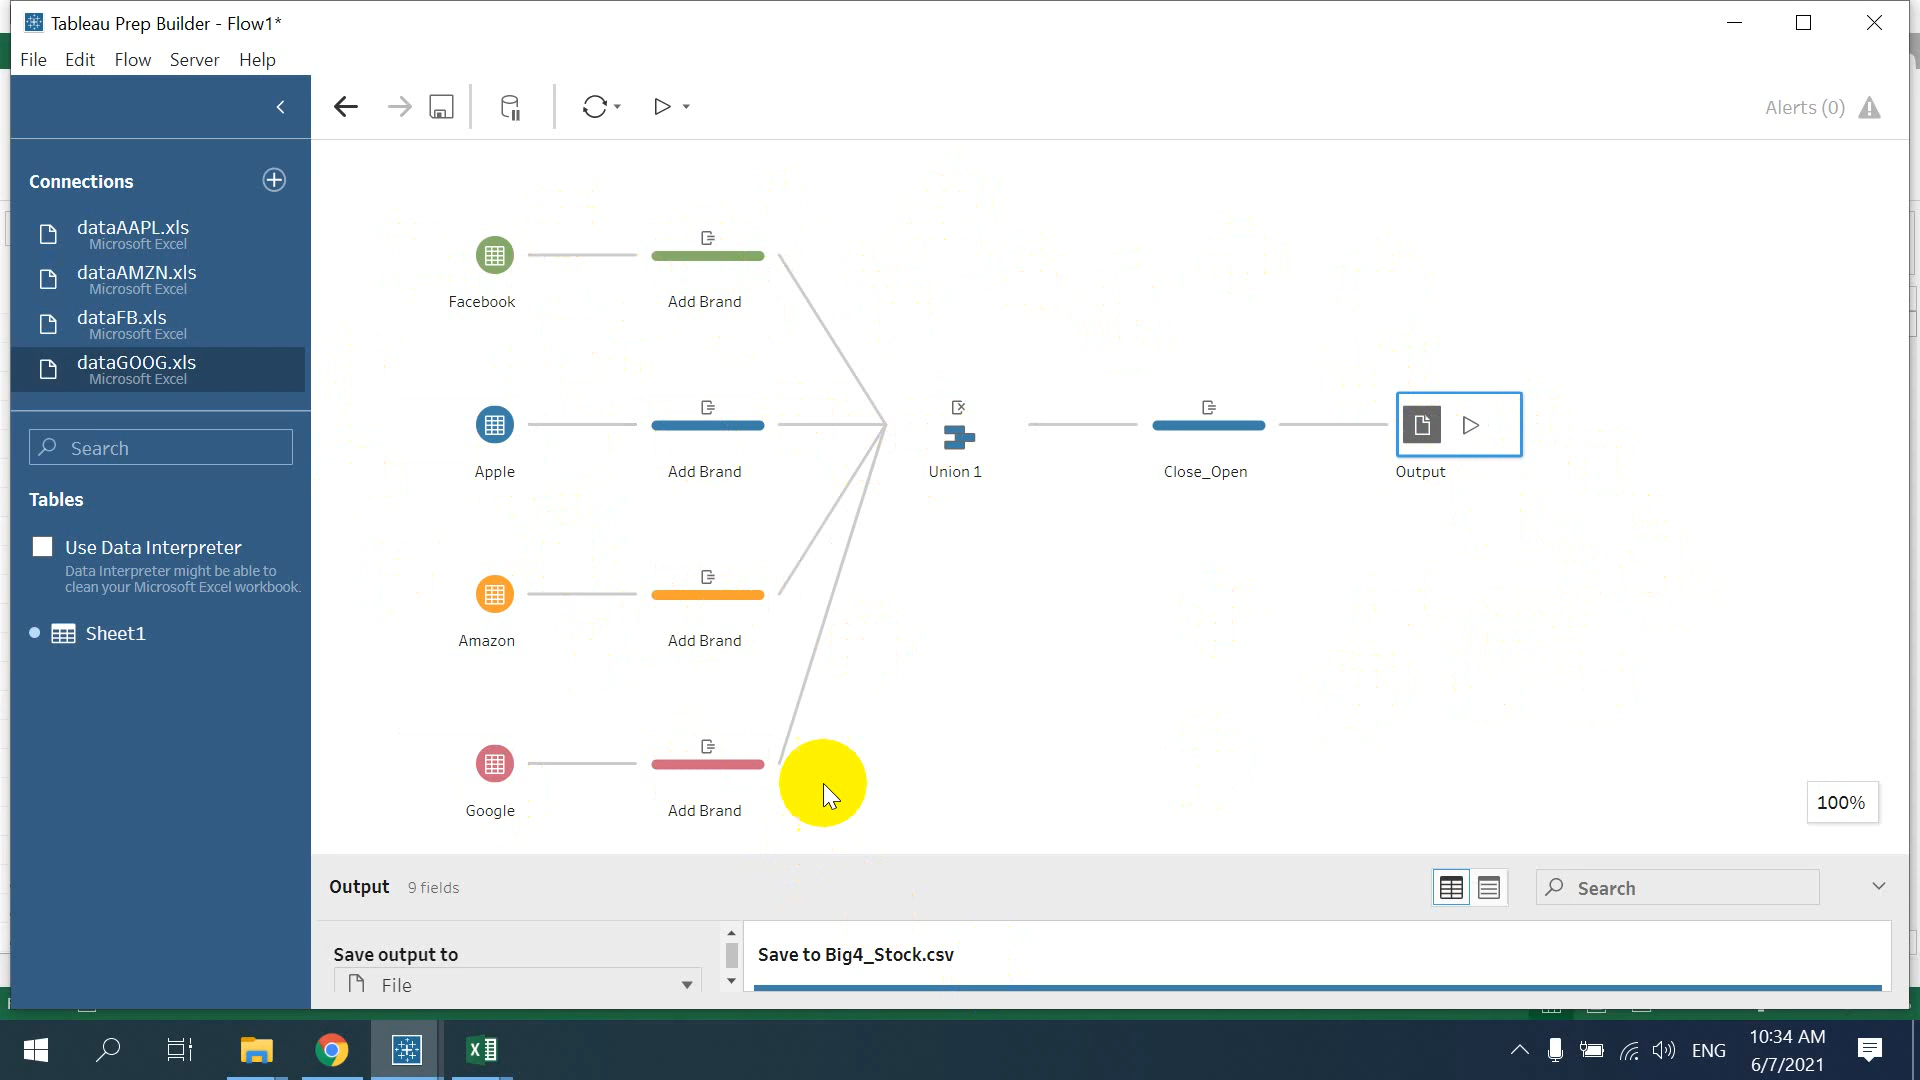 Tableau Prep Builder - Flow1*
File Edit Flow Server Help
Alerts (0)
Connections
dataAAPL.xls
Microsoft Excel
dataAMZN.xls
Microsoft Excel
dataFB.xls
Microsoft Excel
dataGOOG.xls
Microsoft Excel
Search
Tables
Use Data Interpreter
Data Interpreter might be able to
clean your Microsoft Excel workbook.
Sheet1
Facebook
Add Brand
Apple
Add Brand
Union 1
Close_Open
Output
Amazon
Add Brand
Google
Add Brand
100%
Output 9 fields
Search
Save output to
File
Save to Big4_Stock.csv
ENG
10:34 AM
6/7/2021